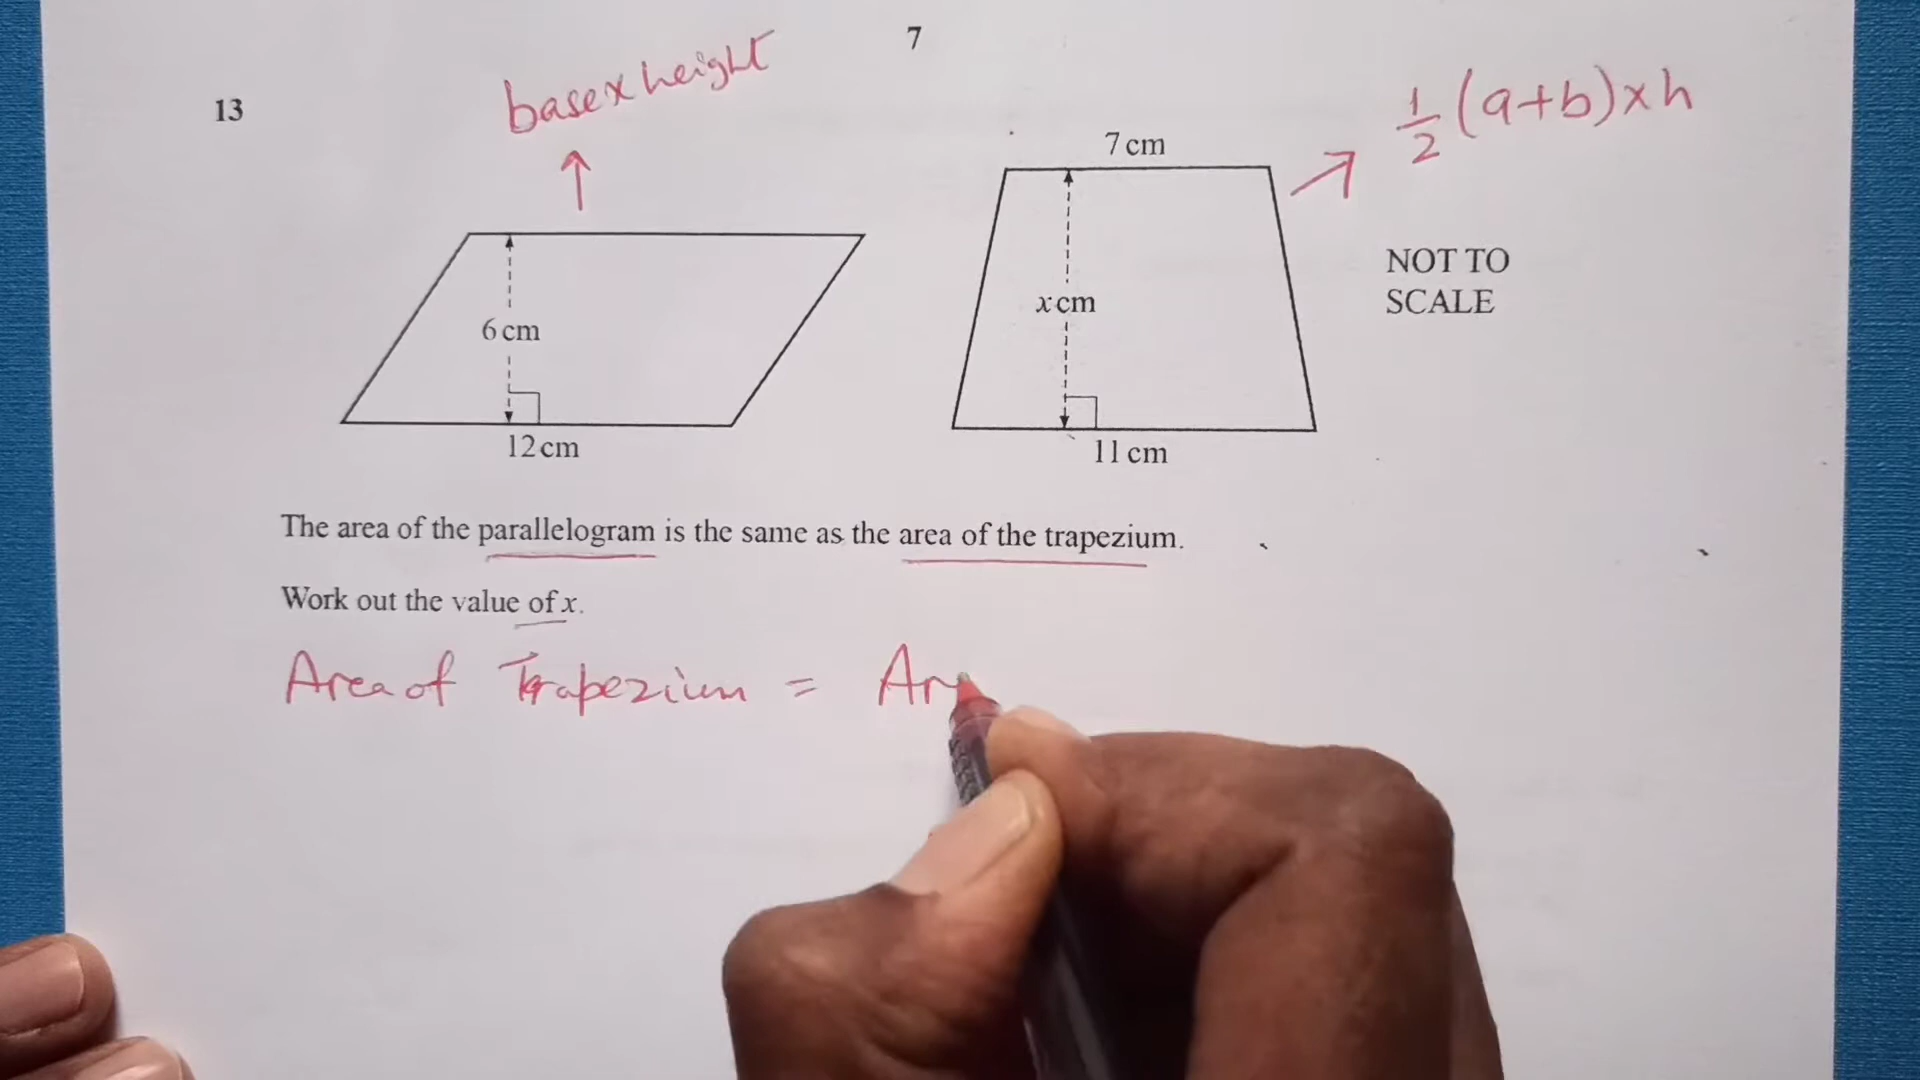 7
13
base x height
1/2 (a+b) x h
7 cm
6 cm
x cm
NOT TO
SCALE
12 cm
11 cm
The area of the parallelogram is the same as the area of the trapezium.
Work out the value of x.
Area of Trapezium = Are